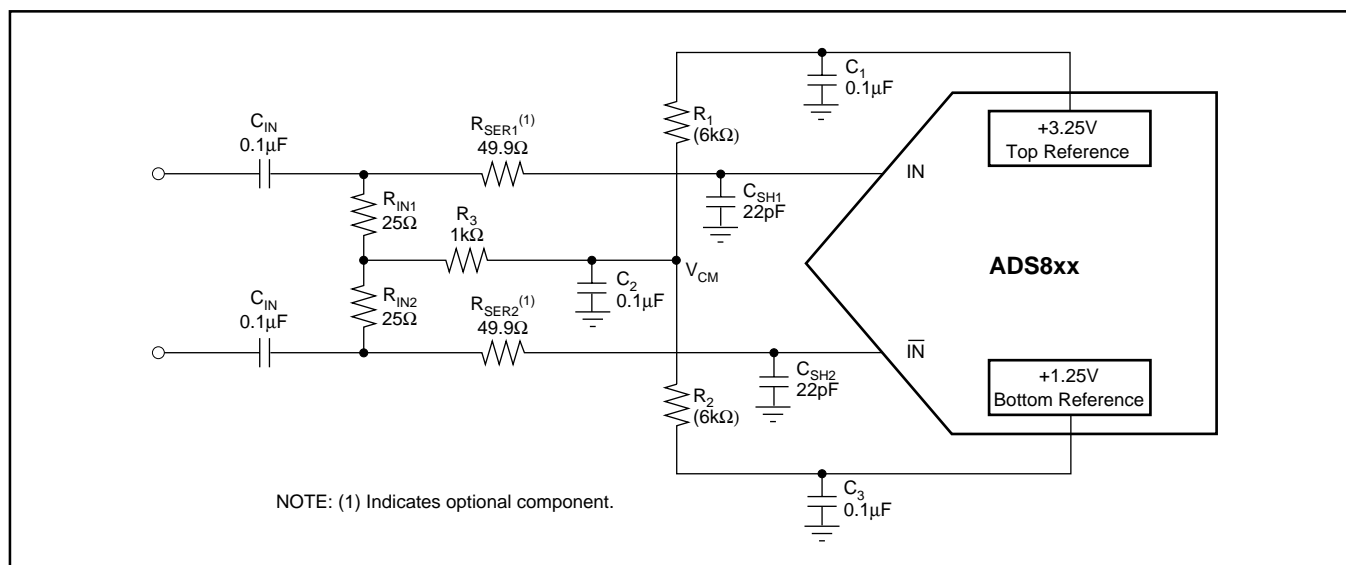 C1
0.1µF
R1
(6kΩ)
+3.25V
Top Reference
CIN
0.1µF
RSER1(1)
49.9Ω
IN
CSH1
22pF
RIN1
25Ω
R3
1kΩ
VCM
ADS8xx
C2
0.1µF
RIN2
25Ω
CIN
0.1µF
RSER2(1)
49.9Ω
IN
CSH2
22pF
R2
(6kΩ)
+1.25V
Bottom Reference
C3
0.1µF
NOTE: (1) Indicates optional component.